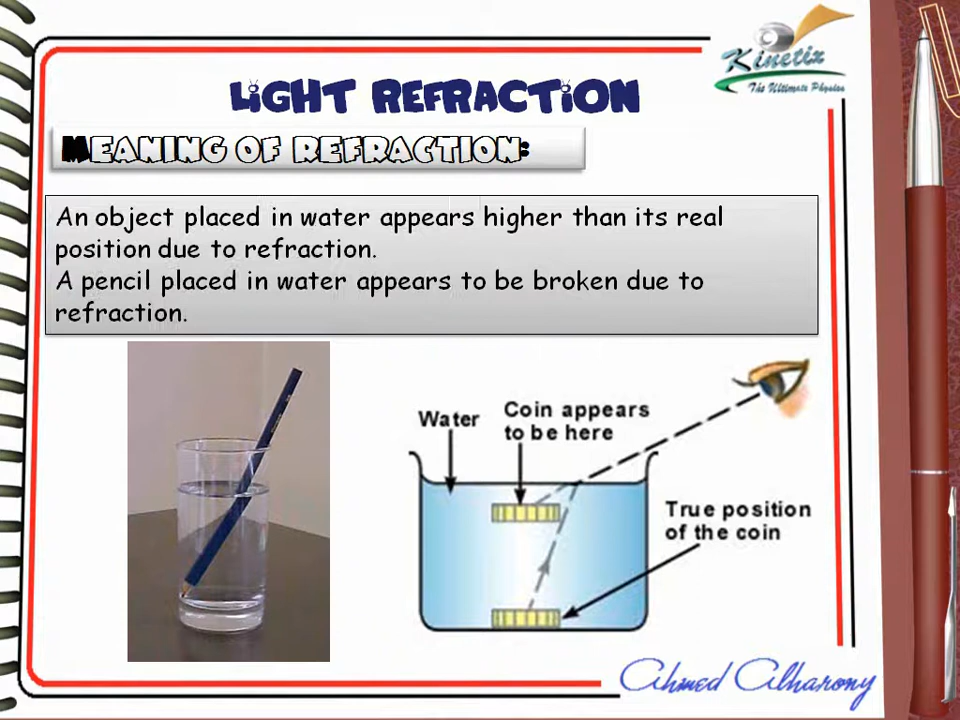 ©
Kinetix
The Ultimate Physics
LIGHT REFRACTION
MEANING OF REFRACTION:
An object placed in water appears higher than its real
position due to refraction.
A pencil placed in water appears to be broken due to
refraction.
Water
Coin appears
to be here
True position
of the coin
Ahmed Alharony